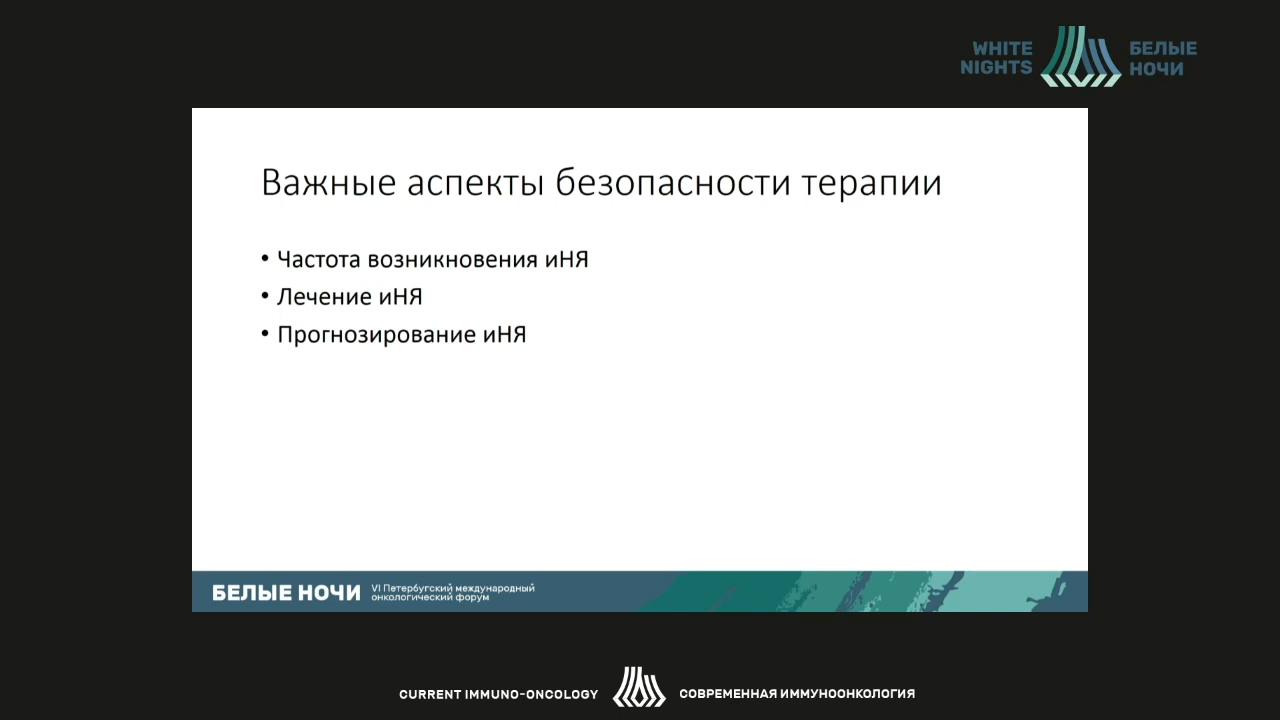 WHITE
NIGHTS
БЕЛЫЕ
НОЧИ
Важные аспекты безопасности терапии
• Частота возникновения иНЯ
• Лечение иНЯ
• Прогнозирование иНЯ
БЕЛЫЕ НОЧИ
VI Петербугский международный
онкологический форум
CURRENT IMMUNO-ONCOLOGY
СОВРЕМЕННАЯ ИММУНООНКОЛОГИЯ